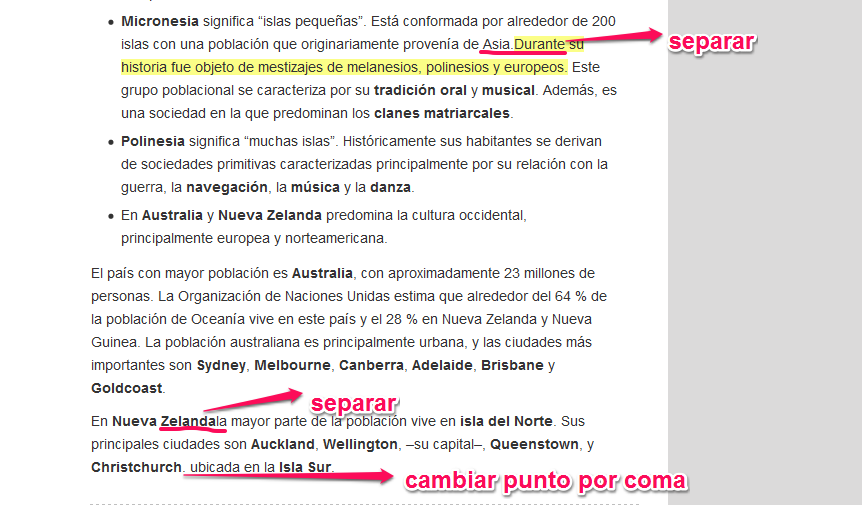 • Micronesia significa “islas pequeñas”. Está conformada por alrededor de 200
islas con una población que originariamente provenía de Asia.Durante su
separar
historia fue objeto de mestizajes de melanesios, polinesios y europeos. Este
grupo poblacional se caracteriza por su tradición oral y musical. Además, es
una sociedad en la que predominan los clanes matriarcales.
• Polinesia significa “muchas islas”. Históricamente sus habitantes se derivan
de sociedades primitivas caracterizadas principalmente por su relación con la
guerra, la navegación, la música y la danza.
• En Australia y Nueva Zelanda predomina la cultura occidental,
principalmente europea y norteamericana.
El país con mayor población es Australia, con aproximadamente 23 millones de
personas. La Organización de Naciones Unidas estima que alrededor del 64 % de
la población de Oceanía vive en este país y el 28 % en Nueva Zelanda y Nueva
Guinea. La población australiana es principalmente urbana, y las ciudades más
importantes son Sydney, Melbourne, Canberra, Adelaide, Brisbane y
Goldcoast.
separar
En Nueva Zelandala mayor parte de la población vive en isla del Norte. Sus
principales ciudades son Auckland, Wellington, –su capital–, Queenstown, y
Christchurch. ubicada en la Isla Sur.
cambiar punto por coma